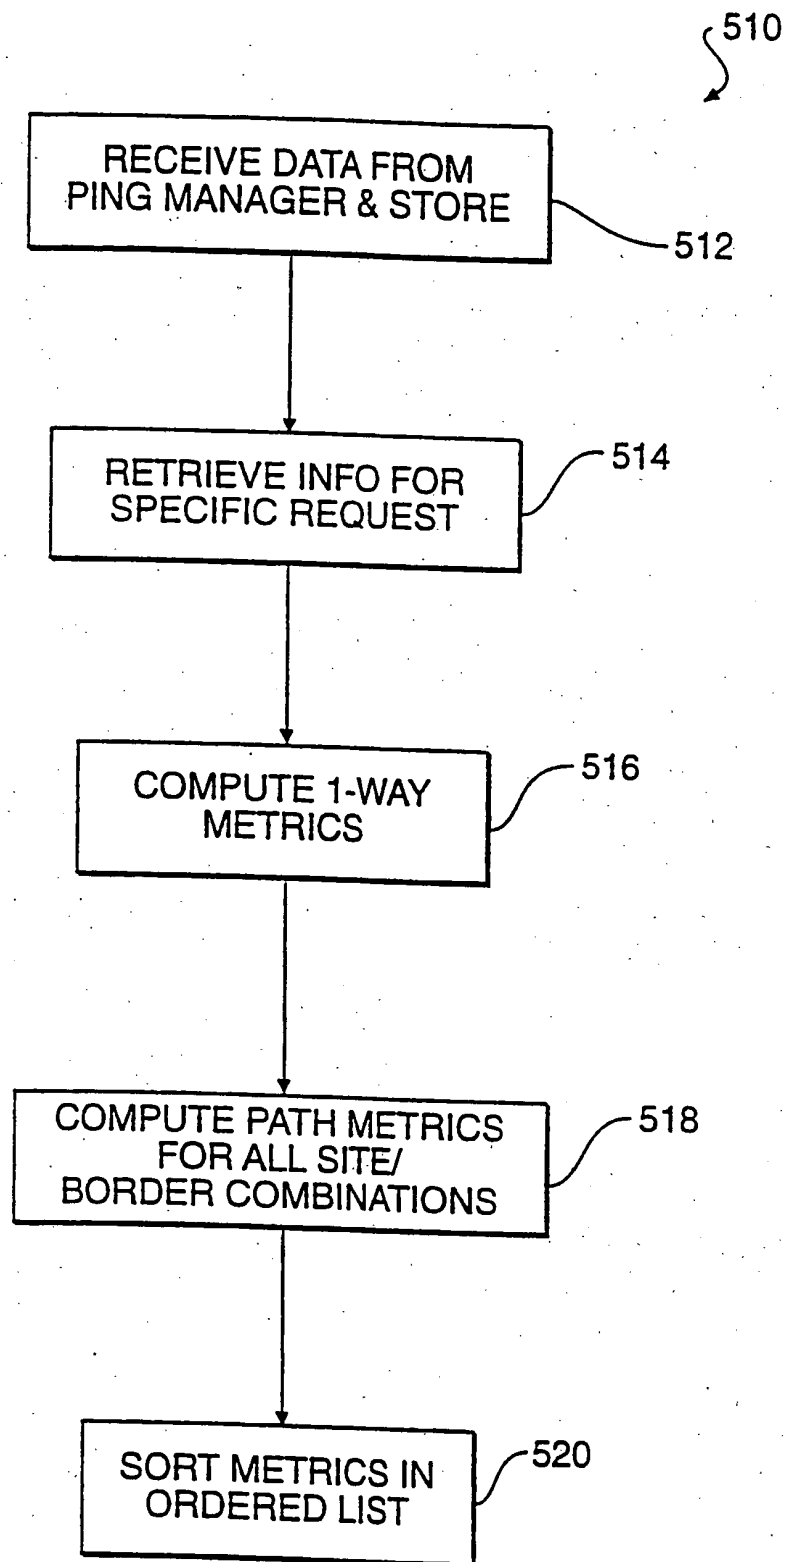 510
RECEIVE DATA FROM
PING MANAGER & STORE
512
RETRIEVE INFO FOR
SPECIFIC REQUEST
514
COMPUTE 1-WAY
METRICS
516
COMPUTE PATH METRICS
FOR ALL SITE/
BORDER COMBINATIONS
518
SORT METRICS IN
ORDERED LIST
520